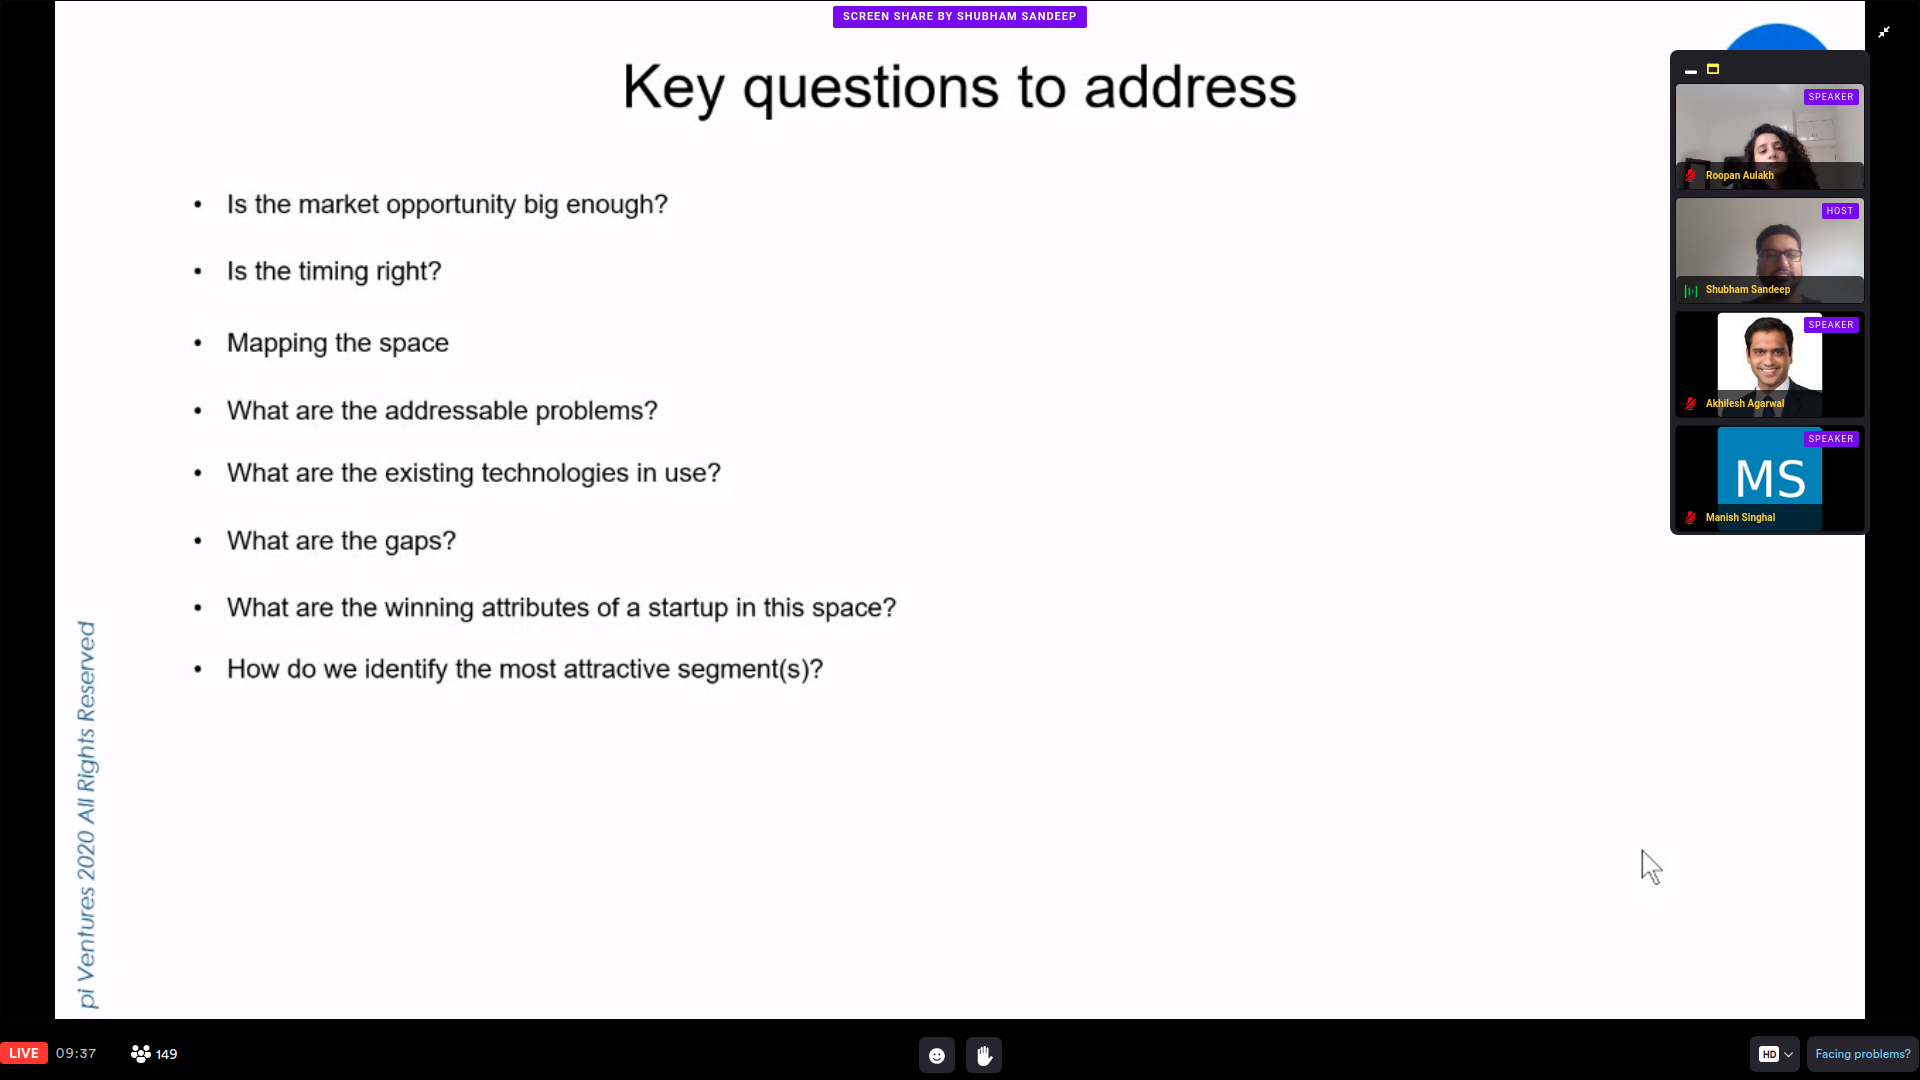 SCREEN SHARE BY SHUBHAM SANDEEP
Key questions to address
• Is the market opportunity big enough?
• Is the timing right?
• Mapping the space
• What are the addressable problems?
• What are the existing technologies in use?
• What are the gaps?
• What are the winning attributes of a startup in this space?
• How do we identify the most attractive segment(s)?
pi Ventures 2020 All Rights Reserved
SPEAKER
Roopan Aulakh
HOST
Shubham Sandeep
SPEAKER
Akhilesh Agarwal
SPEAKER
MS
Manish Singhal
LIVE 09:37 149
HD
Facing problems?